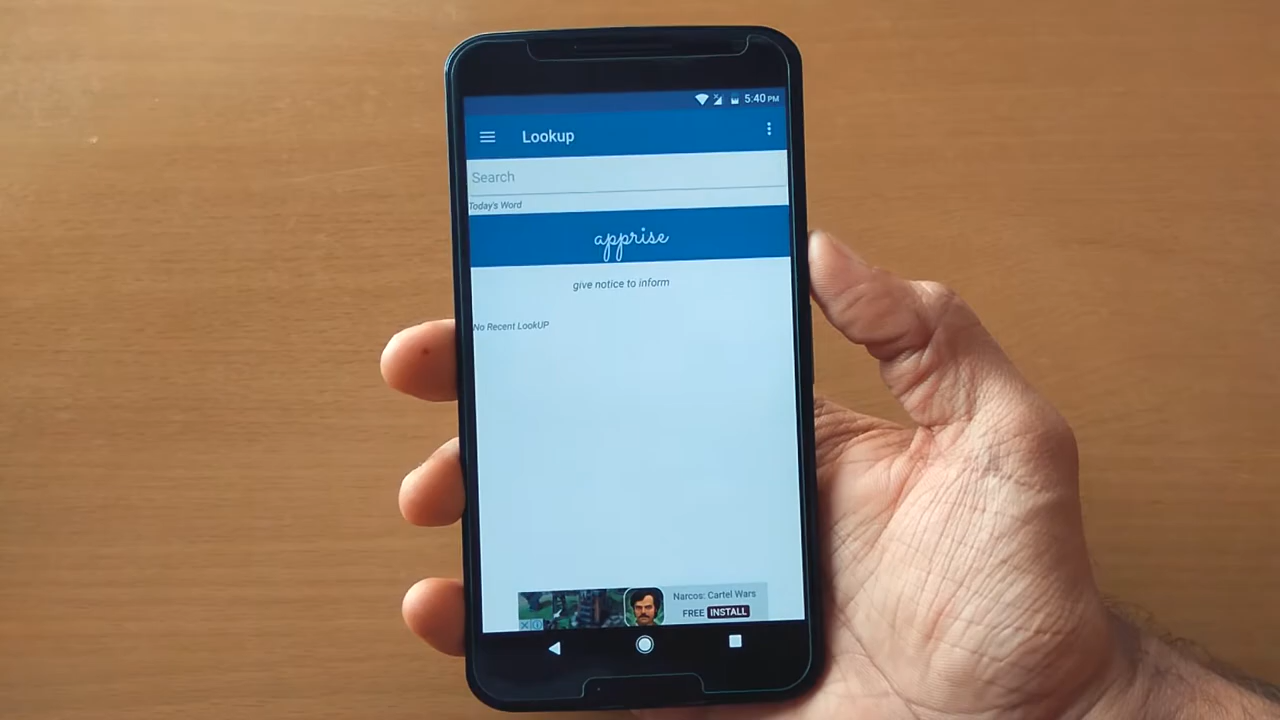 5:40 PM
Lookup
Search
Today's Word
apprise
give notice to inform
No Recent LookUP
Narcos: Cartel Wars
FREE INSTALL